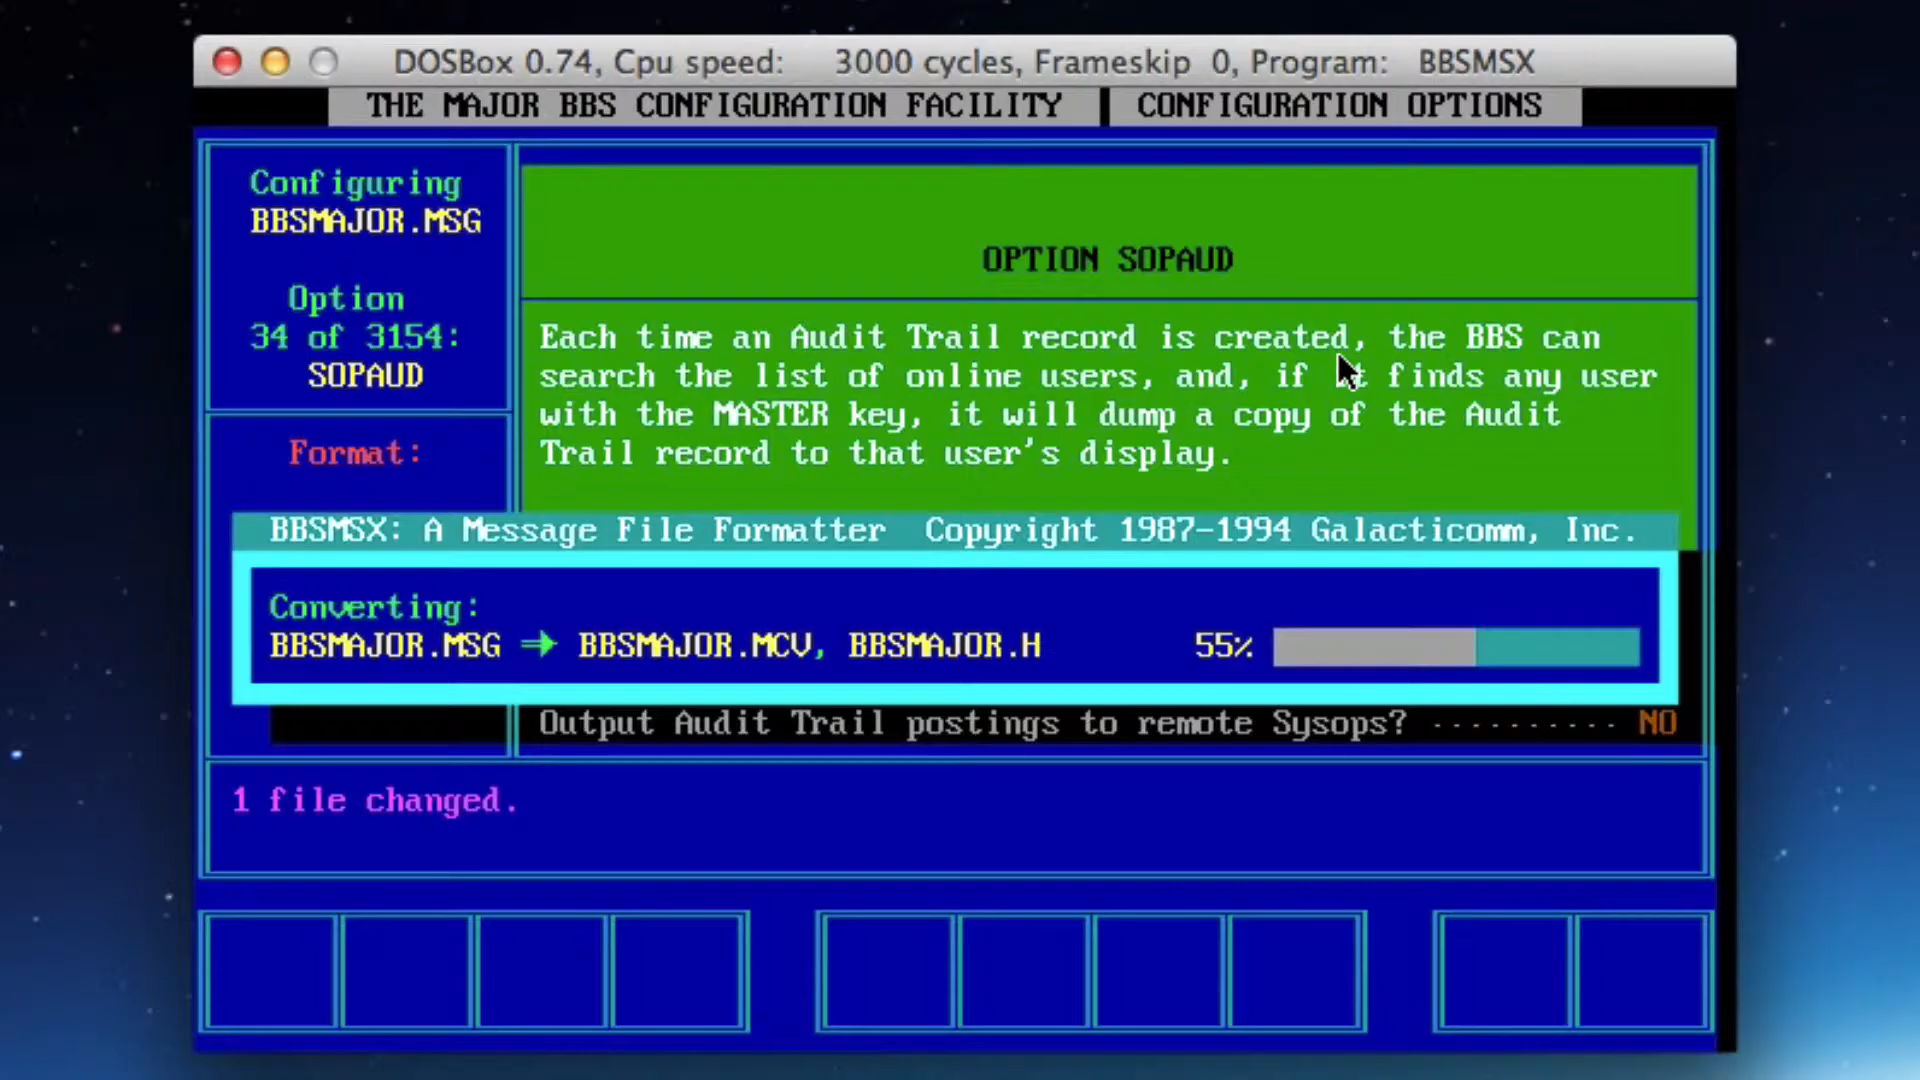 DOSBox 0.74, Cpu speed: 3000 cycles, Frameskip 0, Program: BBSMSX
THE MAJOR BBS CONFIGURATION FACILITY CONFIGURATION OPTIONS
Configuring
BBSMAJOR.MSG
Option
34 of 3154:
SOPAUD
Format:
OPTION SOPAUD
Each time an Audit Trail record is created, the BBS can
search the list of online users, and, if it finds any user
with the MASTER key, it will dump a copy of the Audit
Trail record to that user's display.
BBSMSX: A Message File Formatter Copyright 1987-1994 Galacticomm, Inc.
Converting:
BBSMAJOR.MSG → BBSMAJOR.MCV, BBSMAJOR.H 55%
Output Audit Trail postings to remote Sysops? .......... NO
1 file changed.